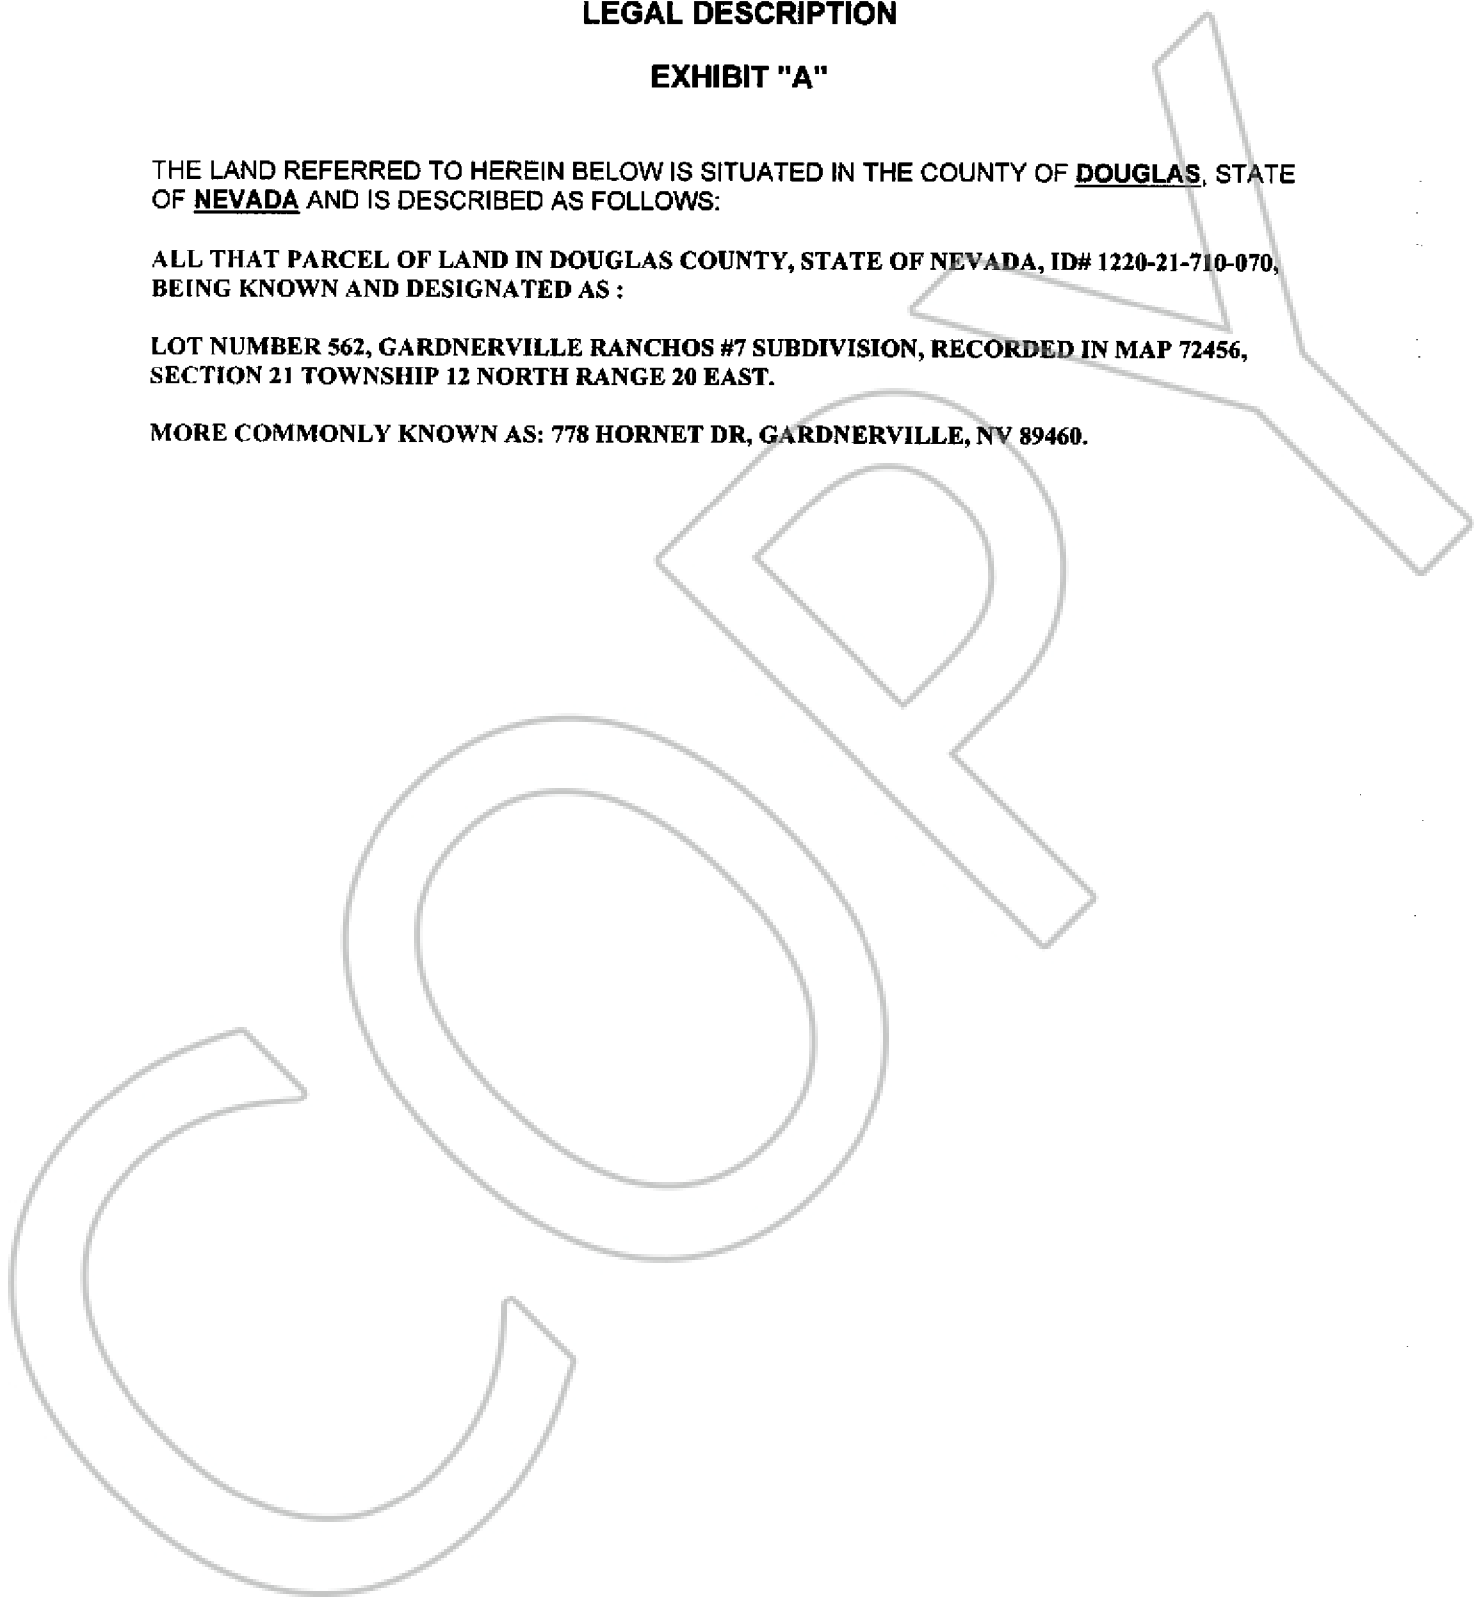 LEGAL DESCRIPTION
EXHIBIT "A"
THE LAND REFERRED TO HEREIN BELOW IS SITUATED IN THE COUNTY OF DOUGLAS, STATE
OF NEVADA AND IS DESCRIBED AS FOLLOWS:
ALL THAT PARCEL OF LAND IN DOUGLAS COUNTY, STATE OF NEVADA, ID# 1220-21-710-070,
BEING KNOWN AND DESIGNATED AS :
LOT NUMBER 562, GARDNERVILLE RANCHOS #7 SUBDIVISION, RECORDED IN MAP 72456,
SECTION 21 TOWNSHIP 12 NORTH RANGE 20 EAST.
MORE COMMONLY KNOWN AS: 778 HORNET DR, GARDNERVILLE, NV 89460.
COPY